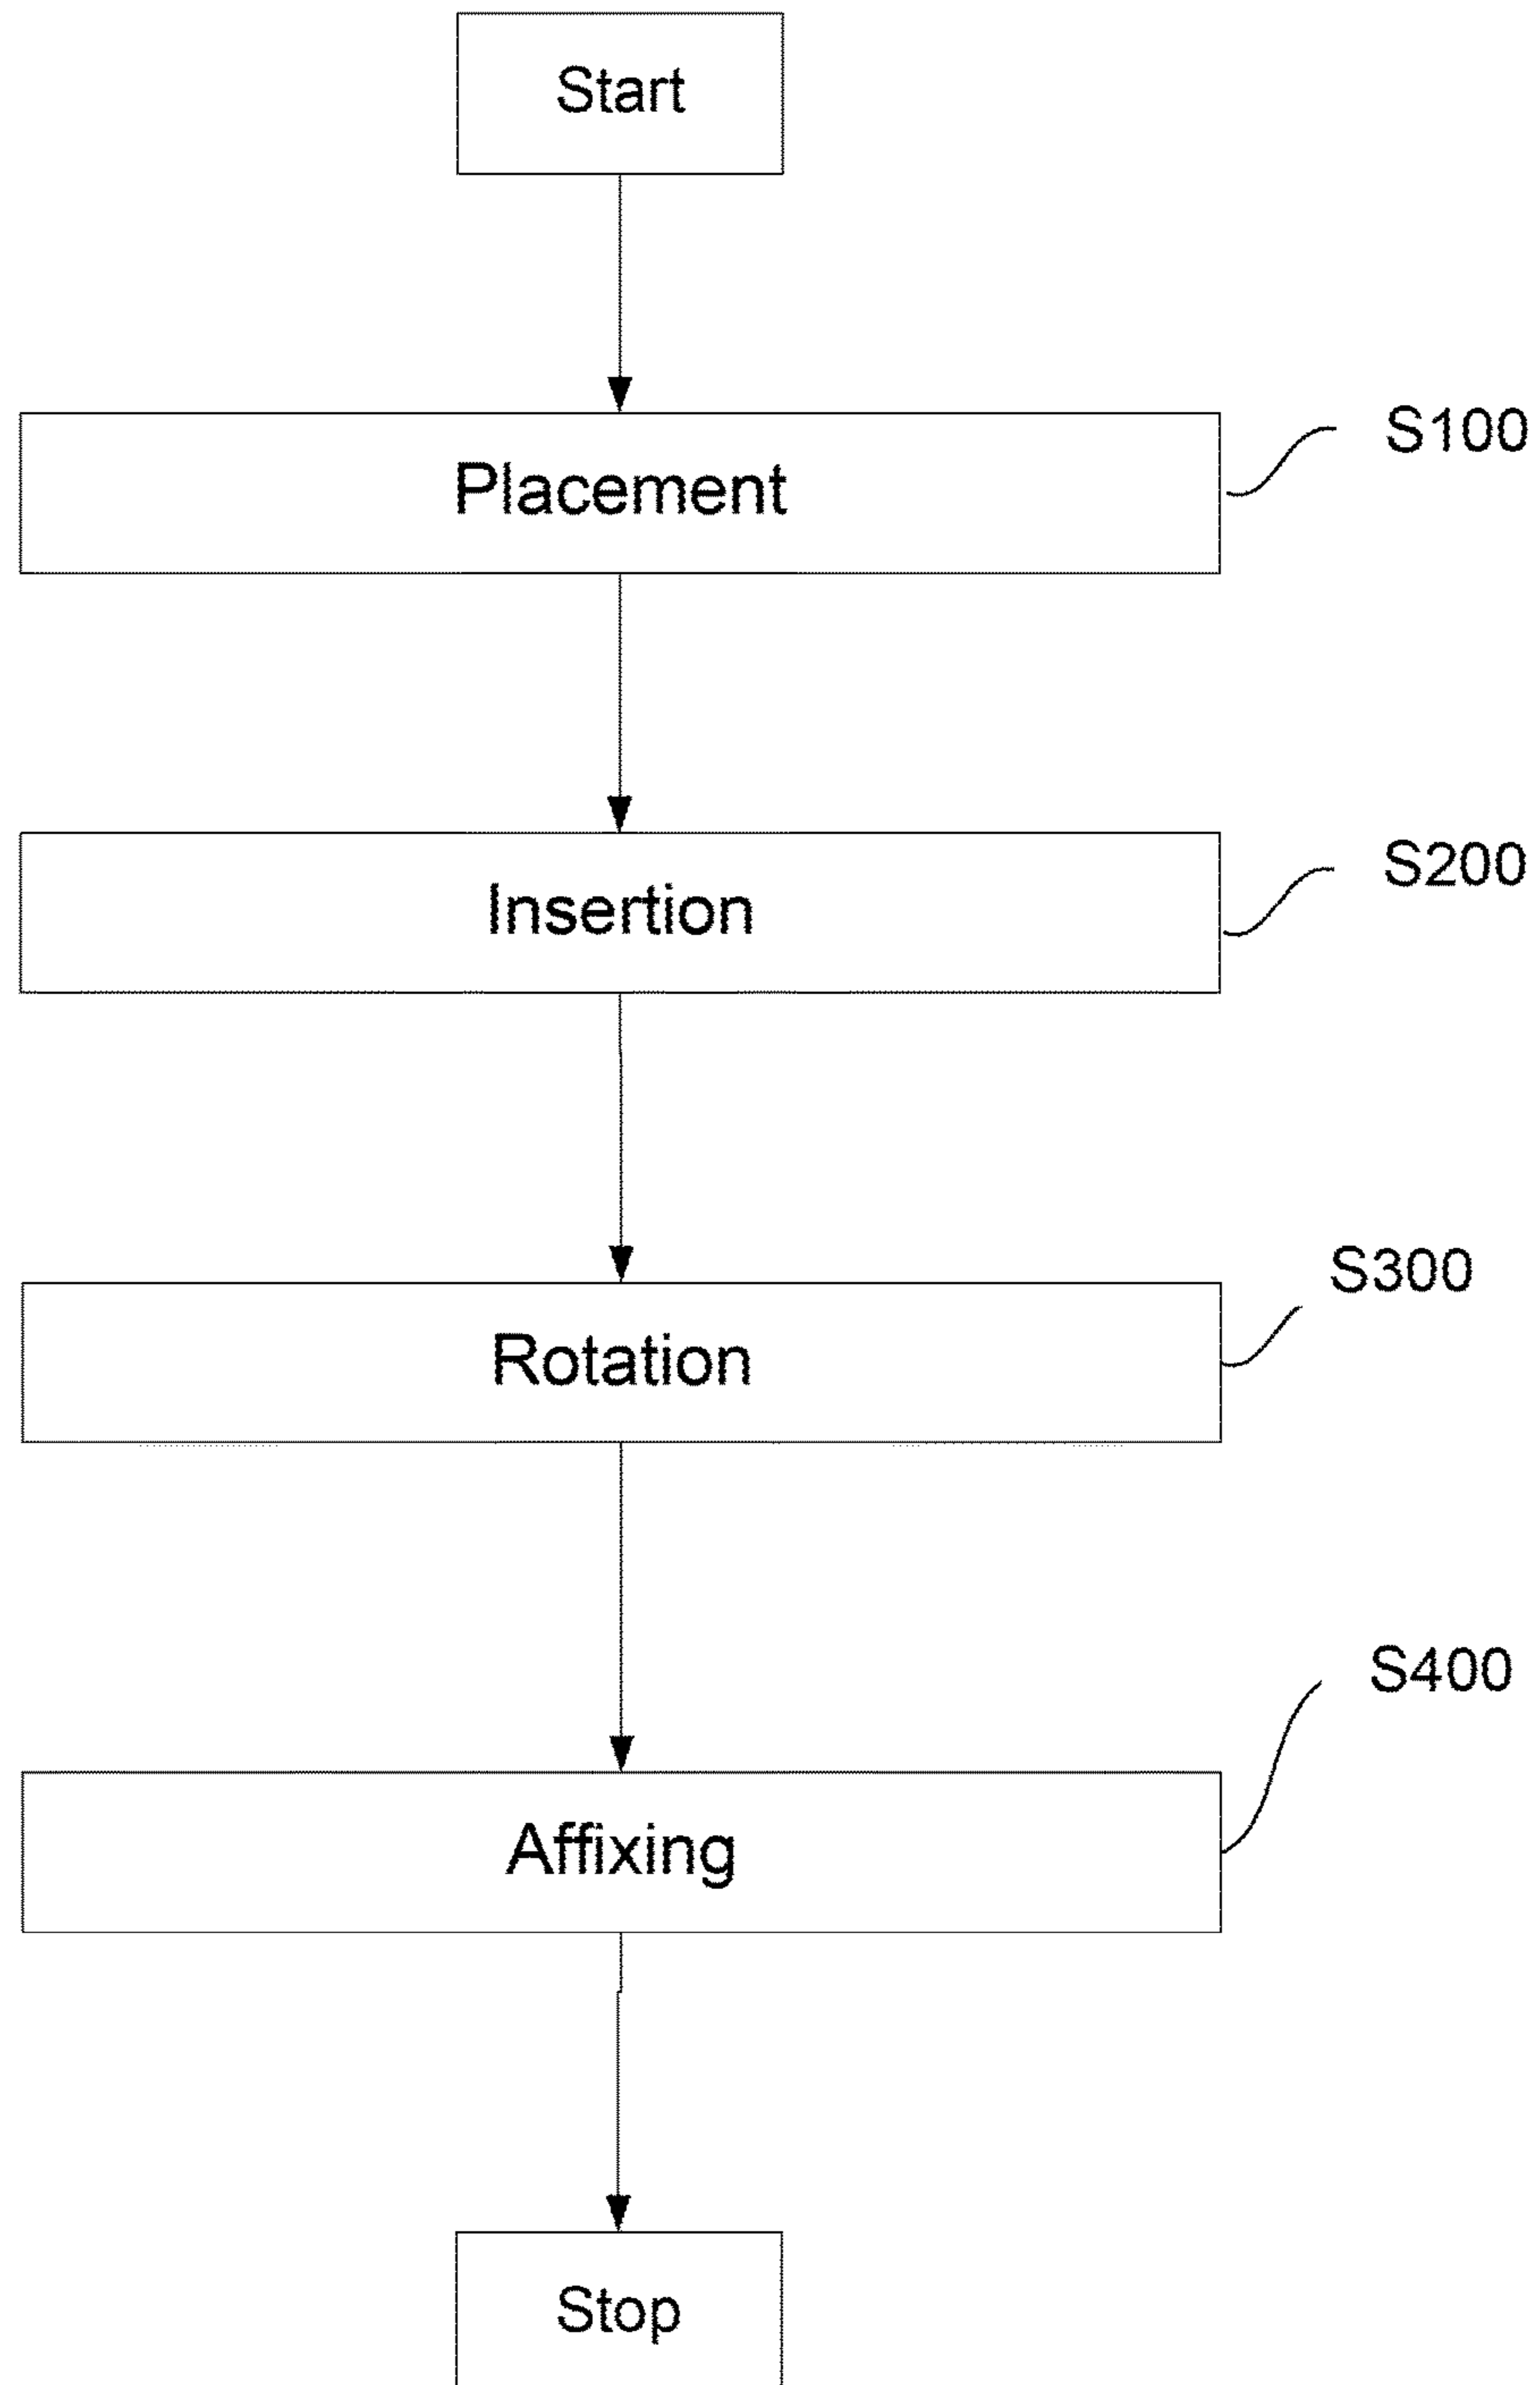 Start
Placement
S100
Insertion
S200
Rotation
S300
Affixing
S400
Stop